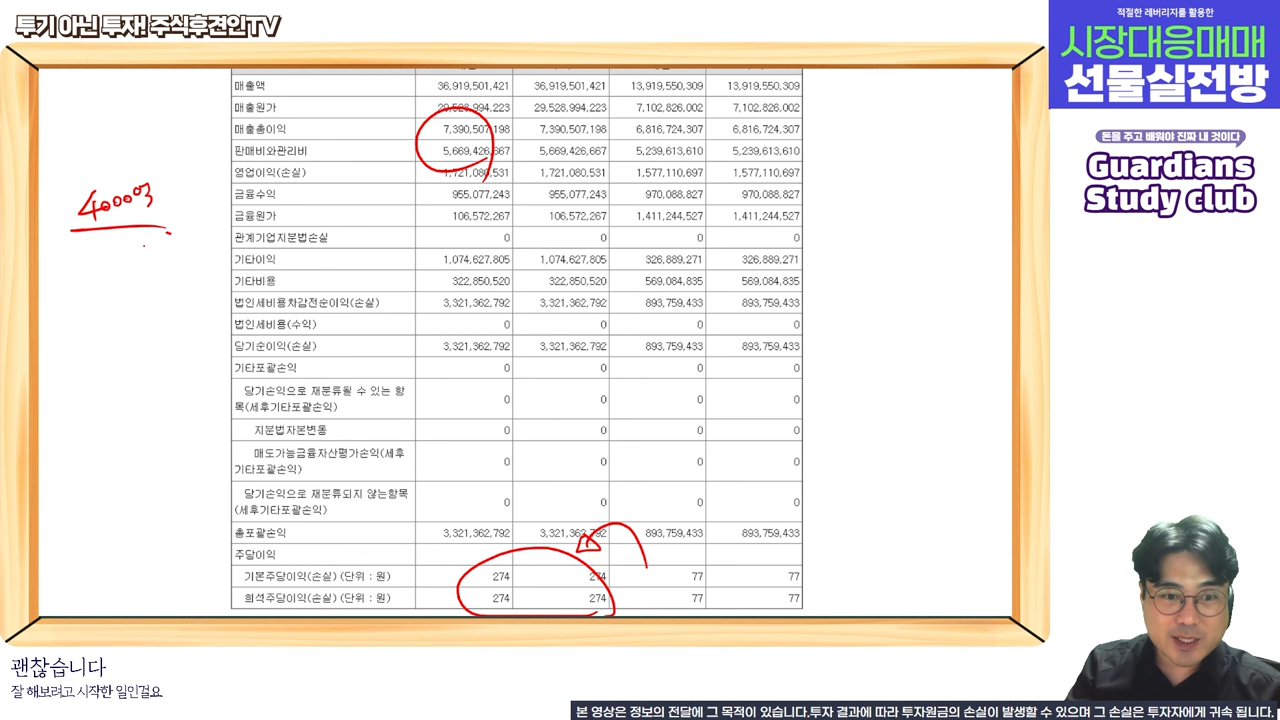 투기 아닌 투재! 주식후견인TV
적절한 레버리지를 활용한
시장대응매매
선물실전방
돈을 주고 배워야 진짜 내 것이다
Guardians
Study club
4000억
매출액 36,919,501,421 36,919,501,421 13,919,550,309 13,919,550,309
매출원가 29,528,994,223 29,528,994,223 7,102,826,002 7,102,826,002
매출총이익 7,390,507,198 7,390,507,198 6,816,724,307 6,816,724,307
판매비와관리비 5,669,426,667 5,669,426,667 5,239,613,610 5,239,613,610
영업이익(손실) 1,721,080,531 1,721,080,531 1,577,110,697 1,577,110,697
금융수익 955,077,243 955,077,243 970,088,827 970,088,827
금융원가 106,572,267 106,572,267 1,411,244,527 1,411,244,527
관계기업지분법손실 0 0 0 0
기타이익 1,074,627,805 1,074,627,805 326,889,271 326,889,271
기타비용 322,850,520 322,850,520 569,084,835 569,084,835
법인세비용차감전순이익(손실) 3,321,362,792 3,321,362,792 893,759,433 893,759,433
법인세비용(수익) 0 0 0 0
당기순이익(손실) 3,321,362,792 3,321,362,792 893,759,433 893,759,433
기타포괄손익 0 0 0 0
당기손익으로 재분류될 수 있는 항
목(세후기타포괄손익) 0 0 0 0
지분법자본변동 0 0 0 0
매도가능금융자산평가손익(세후
기타포괄손익) 0 0 0 0
당기손익으로 재분류되지 않는항목
(세후기타포괄손익) 0 0 0 0
총포괄손익 3,321,362,792 3,321,362,792 893,759,433 893,759,433
주당이익
기본주당이익(손실) (단위 : 원) 274 274 77 77
희석주당이익(손실) (단위 : 원) 274 274 77 77
괜찮습니다
잘 해보려고 시작한 일인걸요
본 영상은 정보의 전달에 그 목적이 있습니다.투자 결과에 따라 투자원금의 손실이 발생할 수 있으며 그 손실은 투자자에게 귀속 됩니다.